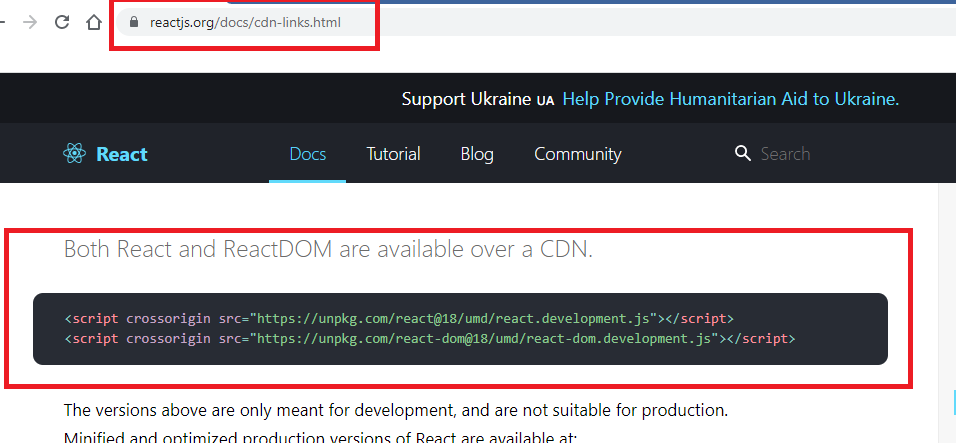 reactjs.org/docs/cdn-links.html
Support Ukraine UA Help Provide Humanitarian Aid to Ukraine.
React Docs Tutorial Blog Community Search
Both React and ReactDOM are available over a CDN.
<script crossorigin src="https://unpkg.com/react@18/umd/react.development.js"></script>
<script crossorigin src="https://unpkg.com/react-dom@18/umd/react-dom.development.js"></script>
The versions above are only meant for development, and are not suitable for production.
Minified and optimized production versions of React are available at: